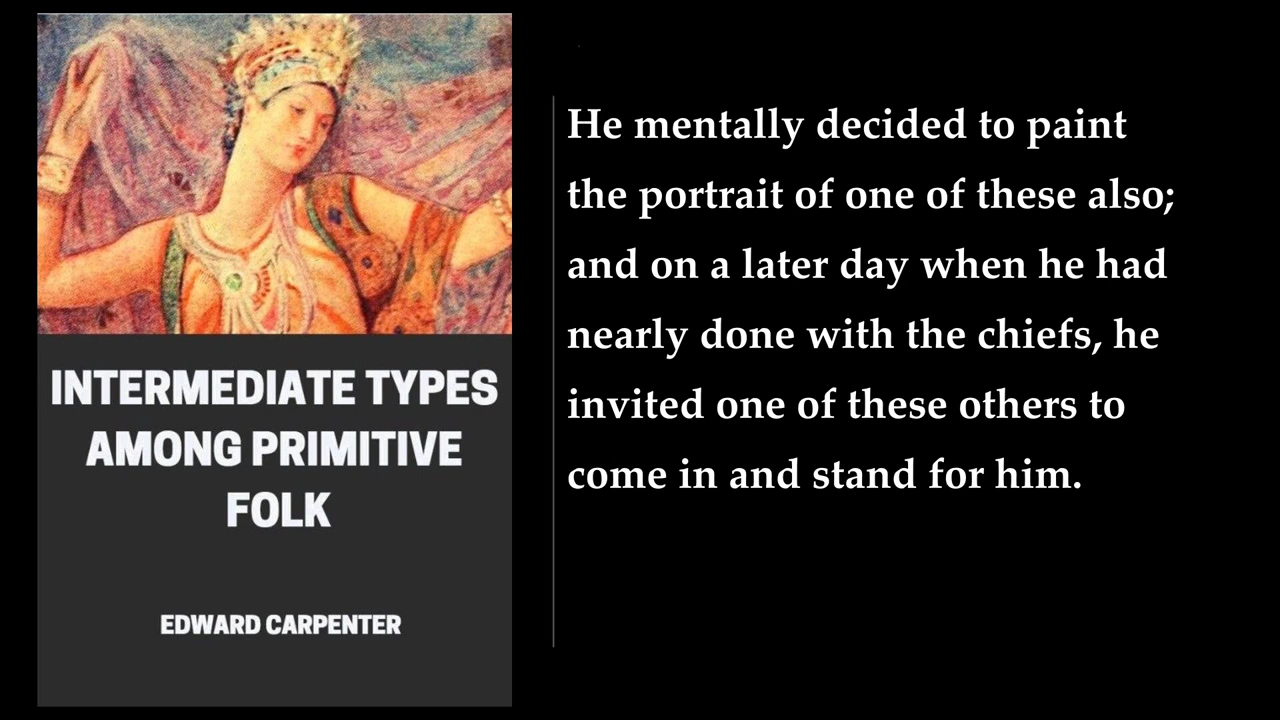 INTERMEDIATE TYPES
AMONG PRIMITIVE
FOLK
EDWARD CARPENTER
He mentally decided to paint
the portrait of one of these also;
and on a later day when he had
nearly done with the chiefs, he
invited one of these others to
come in and stand for him.